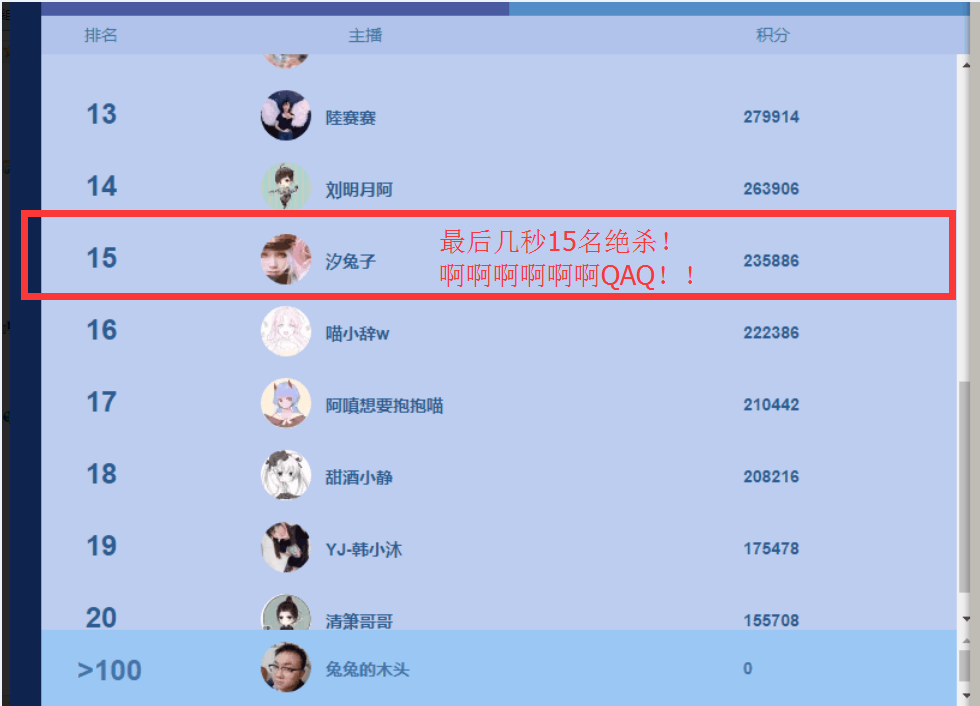 排名 主播 积分
13 陸赛赛 279914
14 刘明月阿 263906
15 汐兔子 最后几秒15名绝杀! 235886
啊啊啊啊啊啊QAQ!!
16 喵小辞w 222386
17 阿嗔想要抱抱喵 210442
18 甜酒小静 208216
19 YJ-韩小沐 175478
20 清箫哥哥 155708
>100 兔兔的木头 0